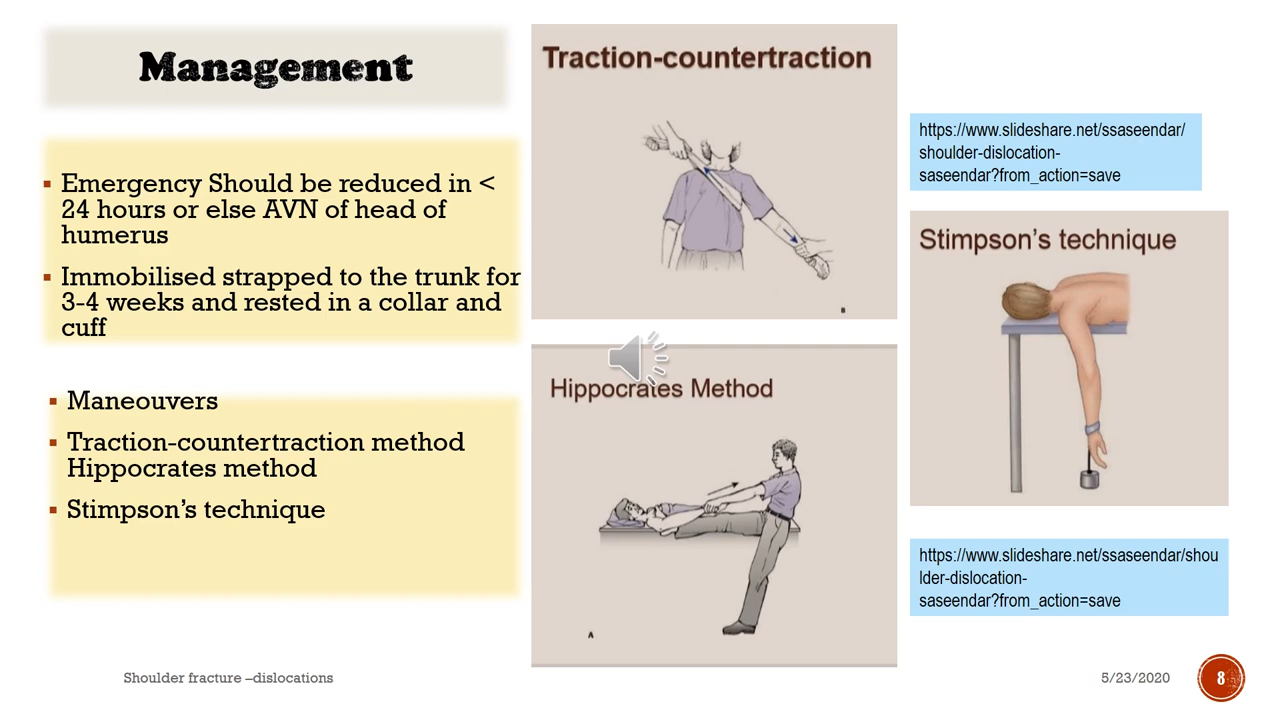 Management
Emergency Should be reduced in <
24 hours or else AVN of head of
humerus
Immobilised strapped to the trunk for
3-4 weeks and rested in a collar and
cuff
Maneouvers
Traction-countertraction method
Hippocrates method
Stimpson’s technique
Traction-countertraction
B
Hippocrates Method
A
https://www.slideshare.net/ssaseendar/
shoulder-dislocation-
saseendar?from_action=save
Stimpson’s technique
https://www.slideshare.net/ssaseendar/shou
lder-dislocation-
saseendar?from_action=save
Shoulder fracture –dislocations
5/23/2020
8